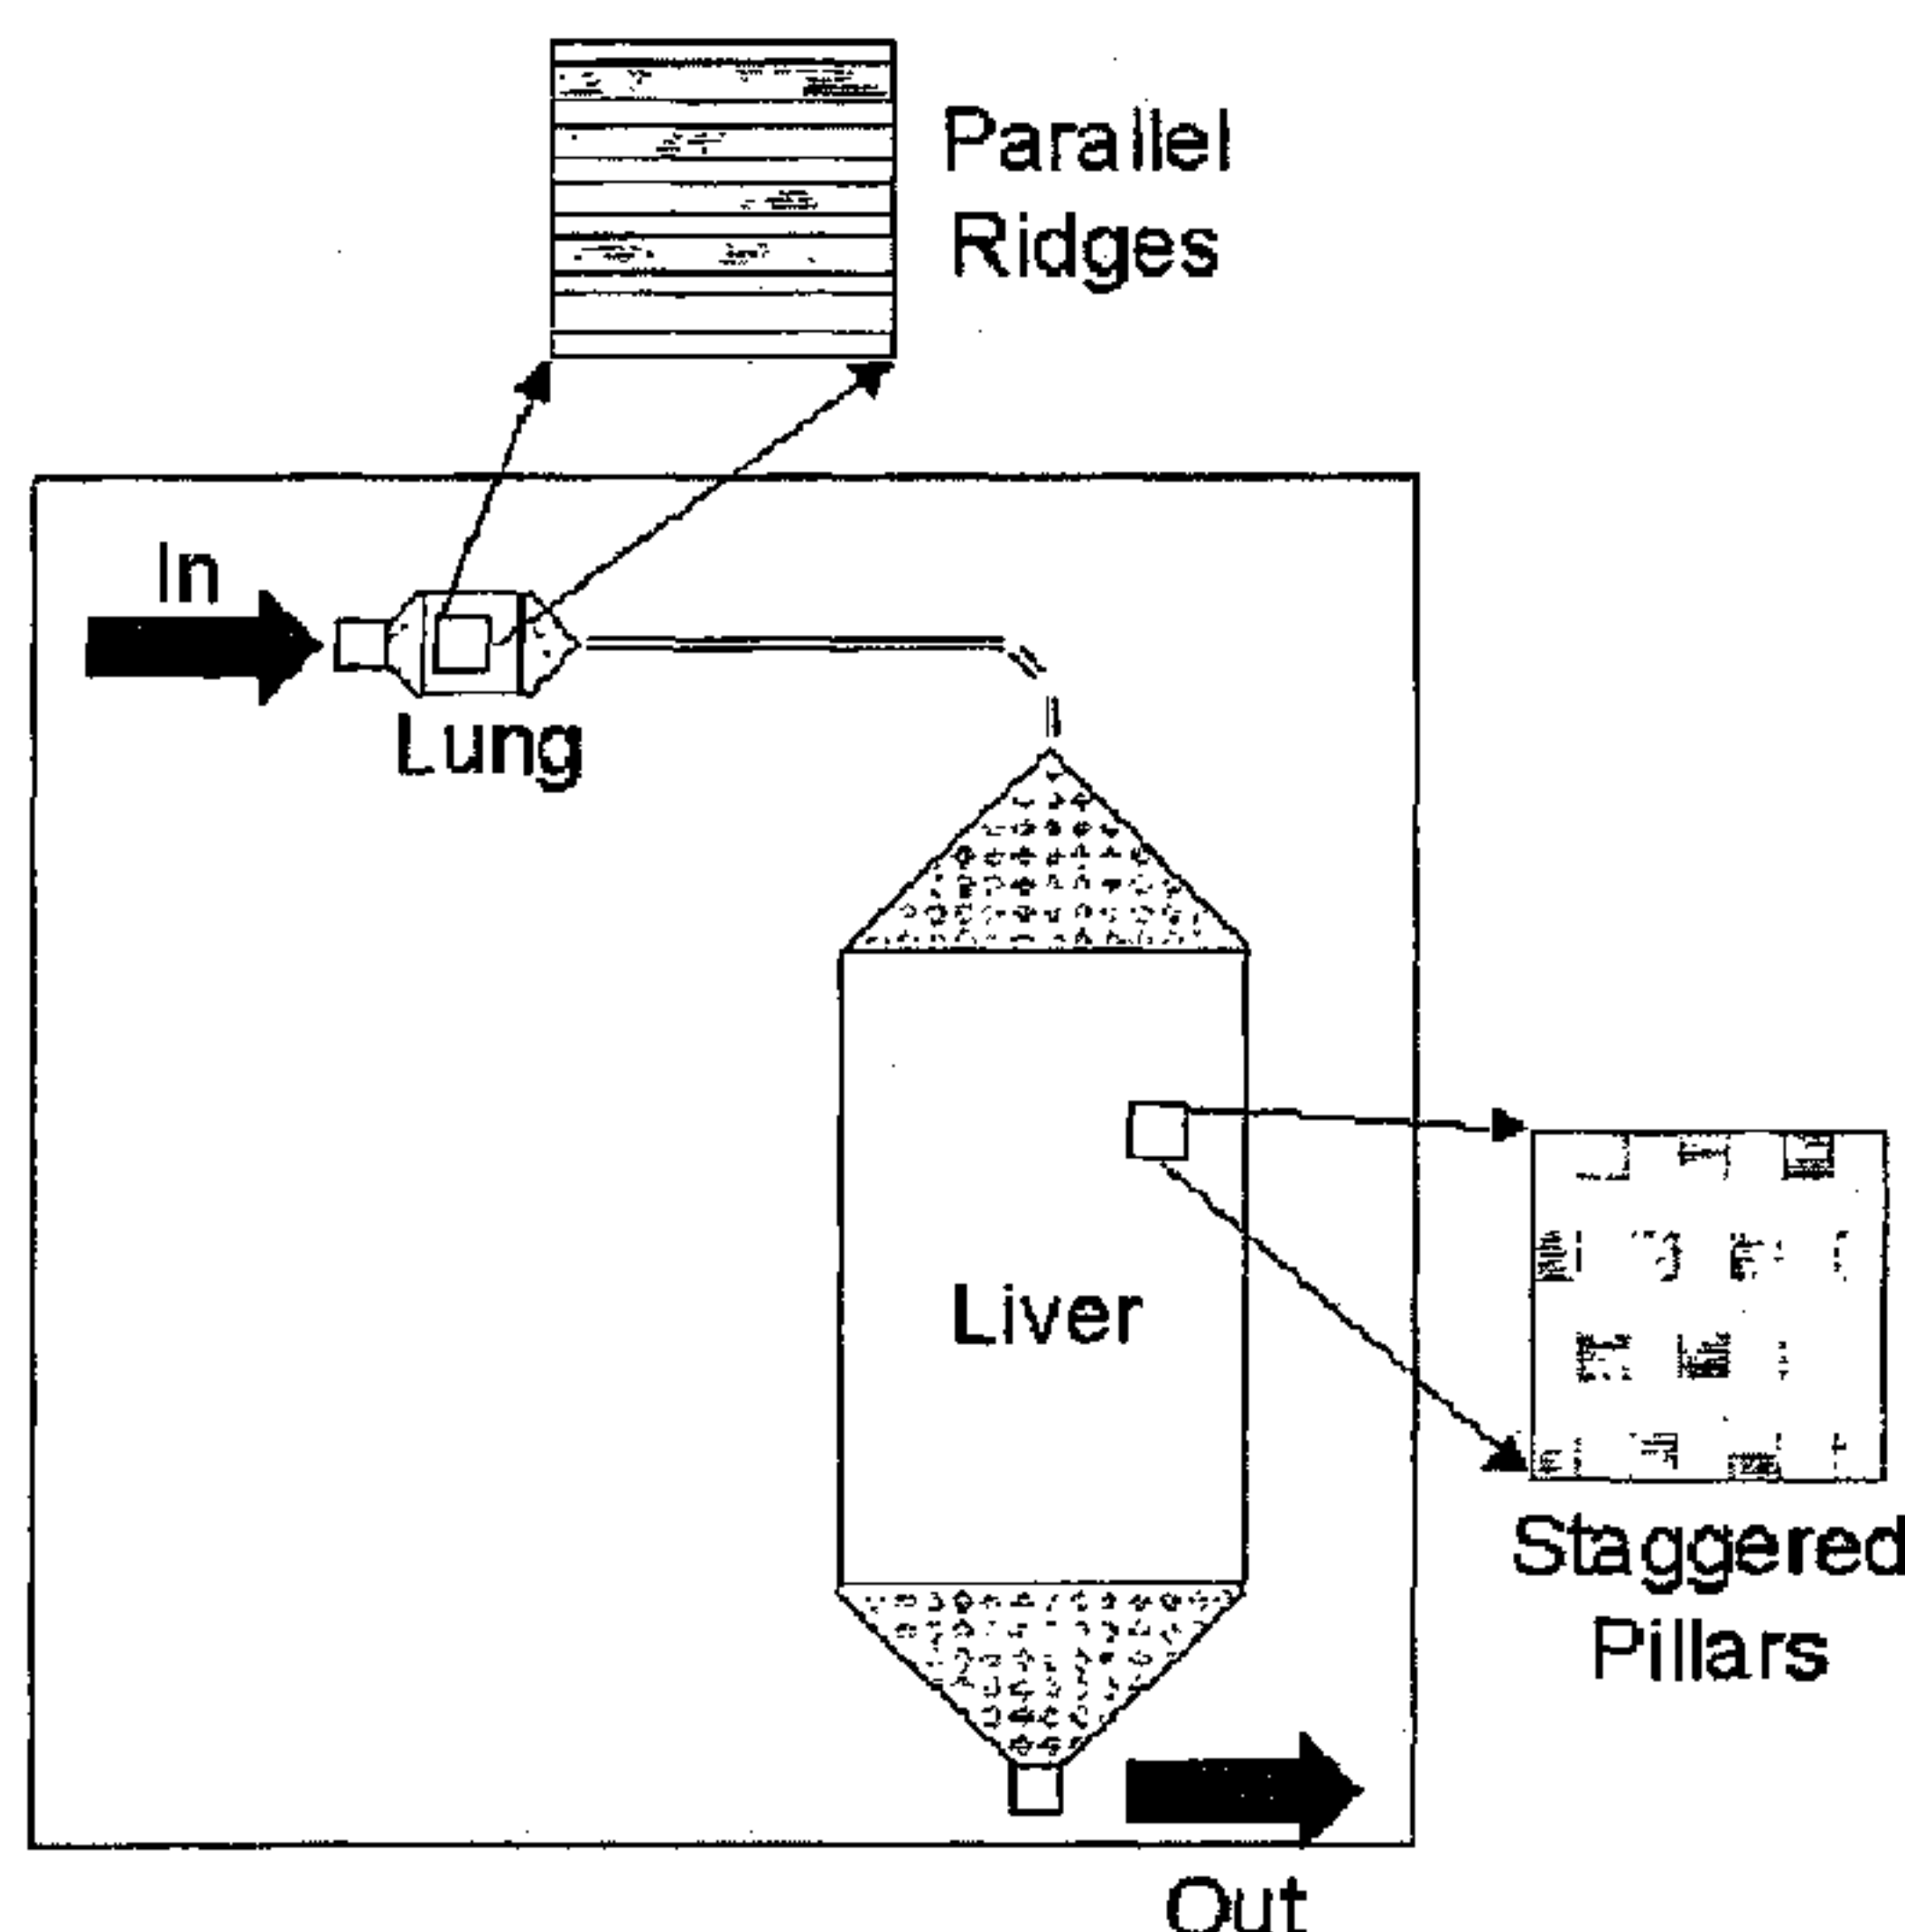 Parallel
Ridges
In
Lung
Liver
Staggered
Pillars
Out